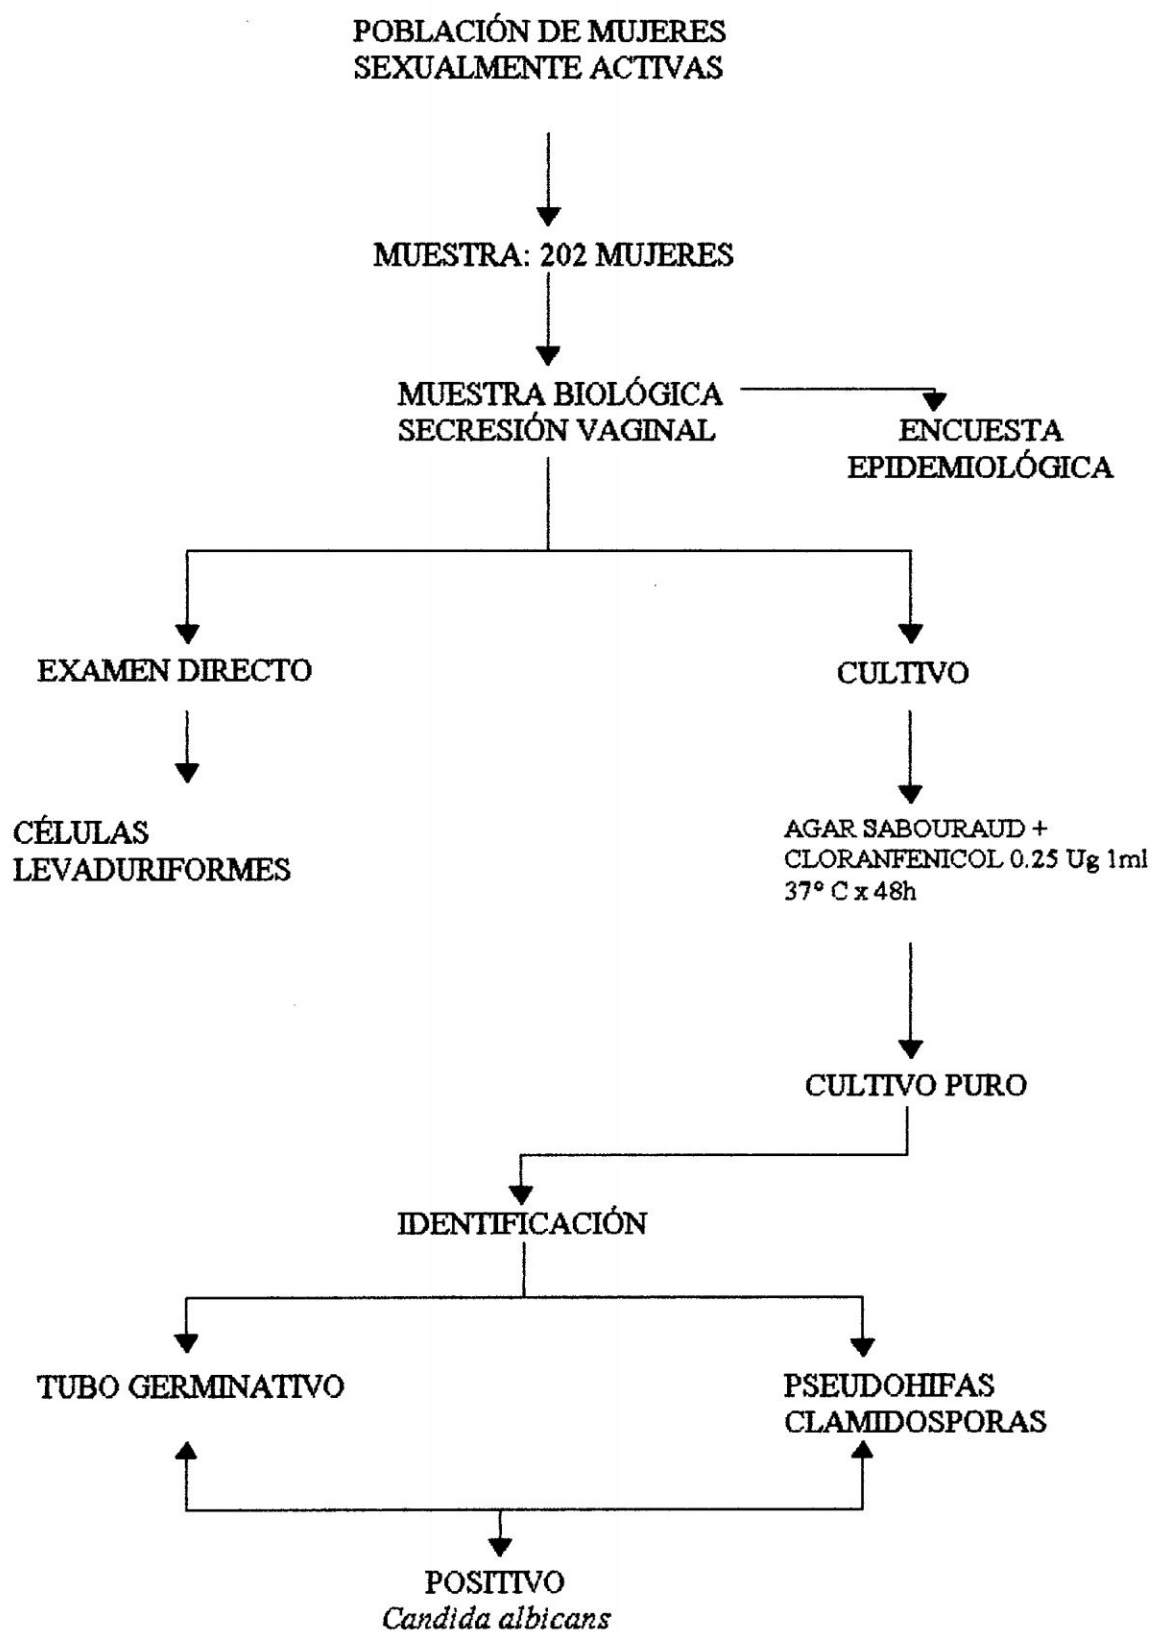 POBLACIÓN DE MUJERES
SEXUALMENTE ACTIVAS
MUESTRA: 202 MUJERES
MUESTRA BIOLÓGICA
SECRESIÓN VAGINAL
ENCUESTA
EPIDEMIOLÓGICA
EXAMEN DIRECTO
CULTIVO
CÉLULAS
LEVADURIFORMES
AGAR SABOURAUD +
CLORANFENICOL 0.25 Ug 1ml
37° C x 48h
CULTIVO PURO
IDENTIFICACIÓN
TUBO GERMINATIVO
PSEUDOHIFAS
CLAMIDOSPORAS
POSITIVO
Candida albicans